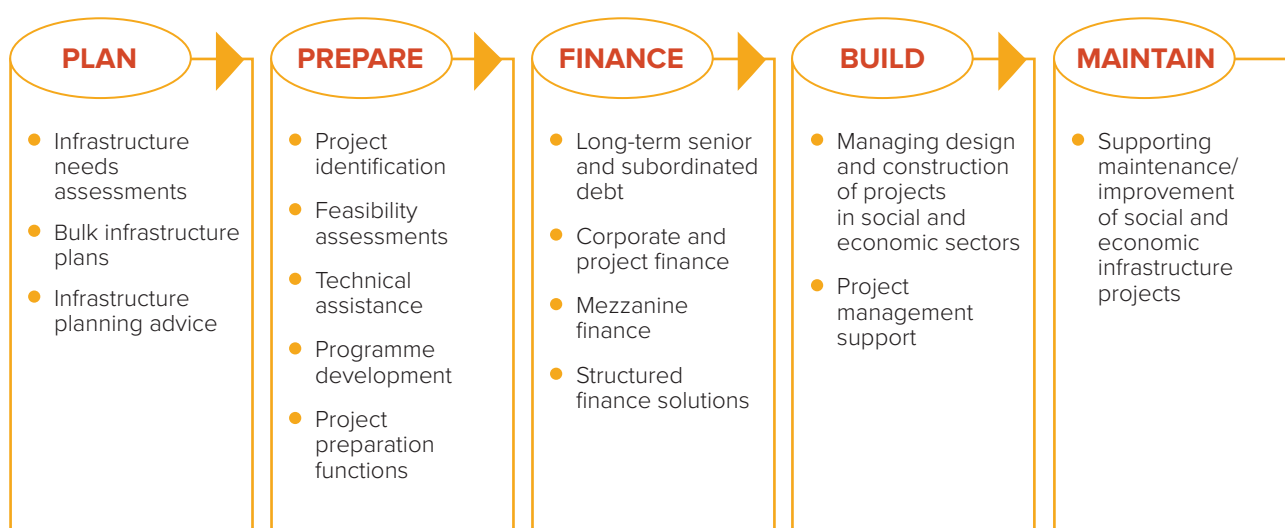 PLAN
Infrastructure
needs
assessments
Bulk infrastructure
plans
Infrastructure
planning advice
PREPARE
Project
identification
Feasibility
assessments
Technical
assistance
Programme
development
Project
preparation
functions
FINANCE
Long-term senior
and subordinated
debt
Corporate and
project finance
Mezzanine
finance
Structured
finance solutions
BUILD
Managing design
and construction
of projects
in social and
economic sectors
Project
management
support
MAINTAIN
Supporting
maintenance/
improvement
of social and
economic
infrastructure
projects